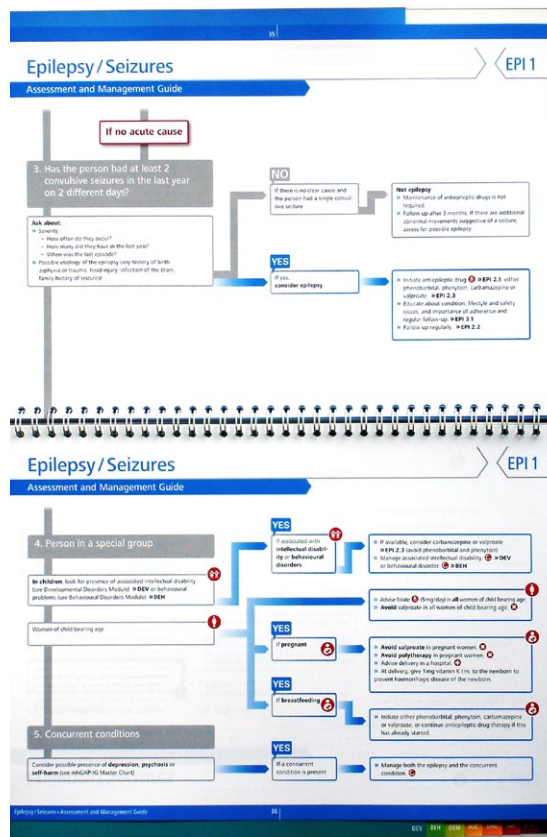 35
Epilepsy/Seizures
EPI 1
Assessment and Management Guide
If no acute cause
3. Has the person had at least 2
convulsive seizures in the last year
on 2 different days?
Ask about:
» Severity:
– How often do they occur?
– How many did they have in the last year?
– When was the last episode?
» Possible etiology of the epilepsy (any history of birth
asphyxia or trauma, head injury, infection of the brain,
family history of seizures)
NO
If there is no clear cause and
the person had a single convul-
sive seizure
Not epilepsy
» Maintenance of antiepileptic drugs is not
required.
» Follow up after 3 months. If there are additional
abnormal movements suggestive of a seizure,
assess for possible epilepsy.
YES
If yes,
consider epilepsy
» Initiate antiepileptic drug » EPI 2.1, either
phenobarbital, phenytoin, carbamazepine or
valproate. » EPI 2.3
» Educate about condition, lifestyle and safety
issues, and importance of adherence and
regular follow-up. » EPI 3.1
» Follow up regularly. » EPI 2.2
Epilepsy/Seizures
EPI 1
Assessment and Management Guide
4. Person in a special group
In children, look for presence of associated intellectual disability
(see Developmental Disorders Module) » DEV or behavioural
problems (see Behavioural Disorders Module) » BEH
YES
If associated with
intellectual disabil-
ity or behavioural
disorders
» If available, consider carbamazepine or valproate
» EPI 2.3 (avoid phenobarbital and phenytoin)
» Manage associated intellectual disability » DEV
or behavioural disorder » BEH
Women of child bearing age
» Advise folate (5mg/day) in all women of child bearing age
» Avoid valproate in all women of child bearing age.
YES
If pregnant
» Avoid valproate in pregnant women.
» Avoid polytherapy in pregnant women.
» Advise delivery in a hospital.
» At delivery, give 1mg vitamin K i.m. to the newborn to
prevent haemorrhagic disease of the newborn.
YES
If breastfeeding
» Initiate either phenobarbital, phenytoin, carbamazepine
or valproate, or continue antiepileptic drug therapy if this
has already started.
5. Concurrent conditions
Consider possible presence of depression, psychosis or
self-harm (see mhGAP-IG Master Chart)
YES
If a concurrent
condition is present
» Manage both the epilepsy and the concurrent
condition.
Epilepsy/Seizures » Assessment and Management Guide
36
DEV BEH DEM